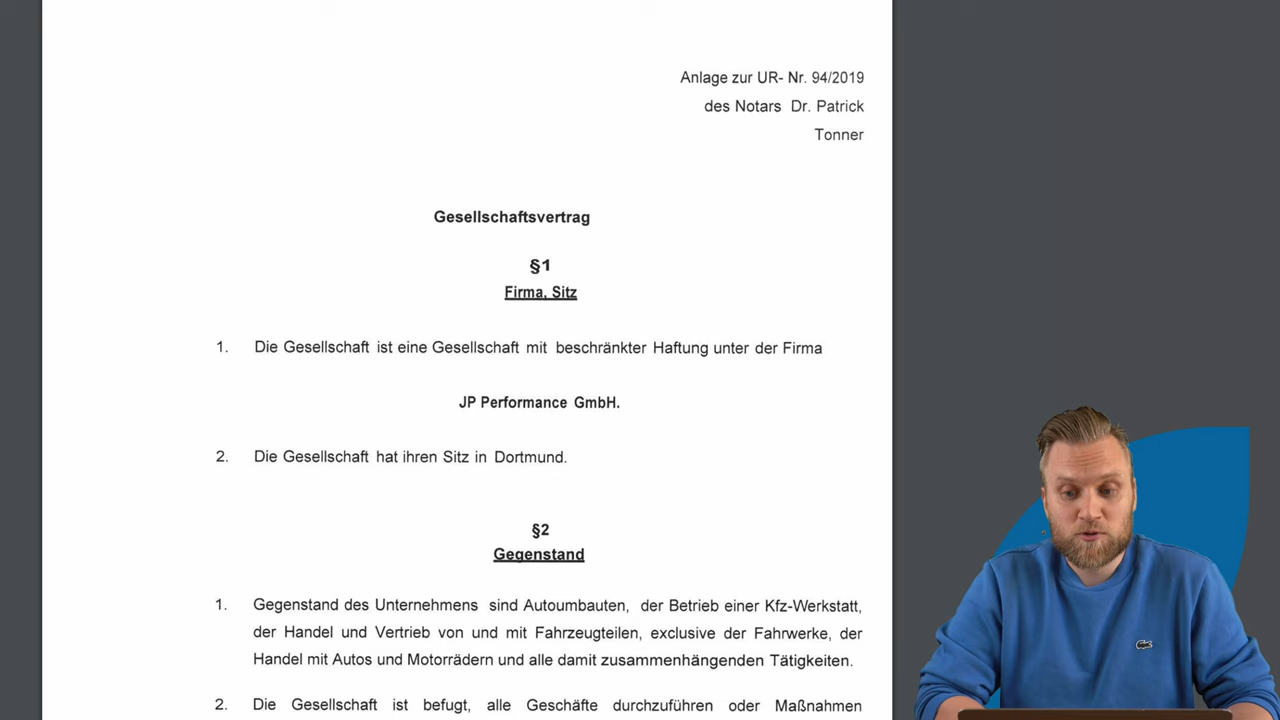 Anlage zur UR- Nr. 94/2019
des Notars Dr. Patrick
Tonner
Gesellschaftsvertrag
§1
Firma, Sitz
1. Die Gesellschaft ist eine Gesellschaft mit beschränkter Haftung unter der Firma
JP Performance GmbH.
2. Die Gesellschaft hat ihren Sitz in Dortmund.
§2
Gegenstand
1. Gegenstand des Unternehmens sind Autoumbauten, der Betrieb einer Kfz-Werkstatt,
der Handel und Vertrieb von und mit Fahrzeugteilen, exclusive der Fahrwerke, der
Handel mit Autos und Motorrädern und alle damit zusammenhängenden Tätigkeiten.
2. Die Gesellschaft ist befugt, alle Geschäfte durchzuführen oder Maßnahmen